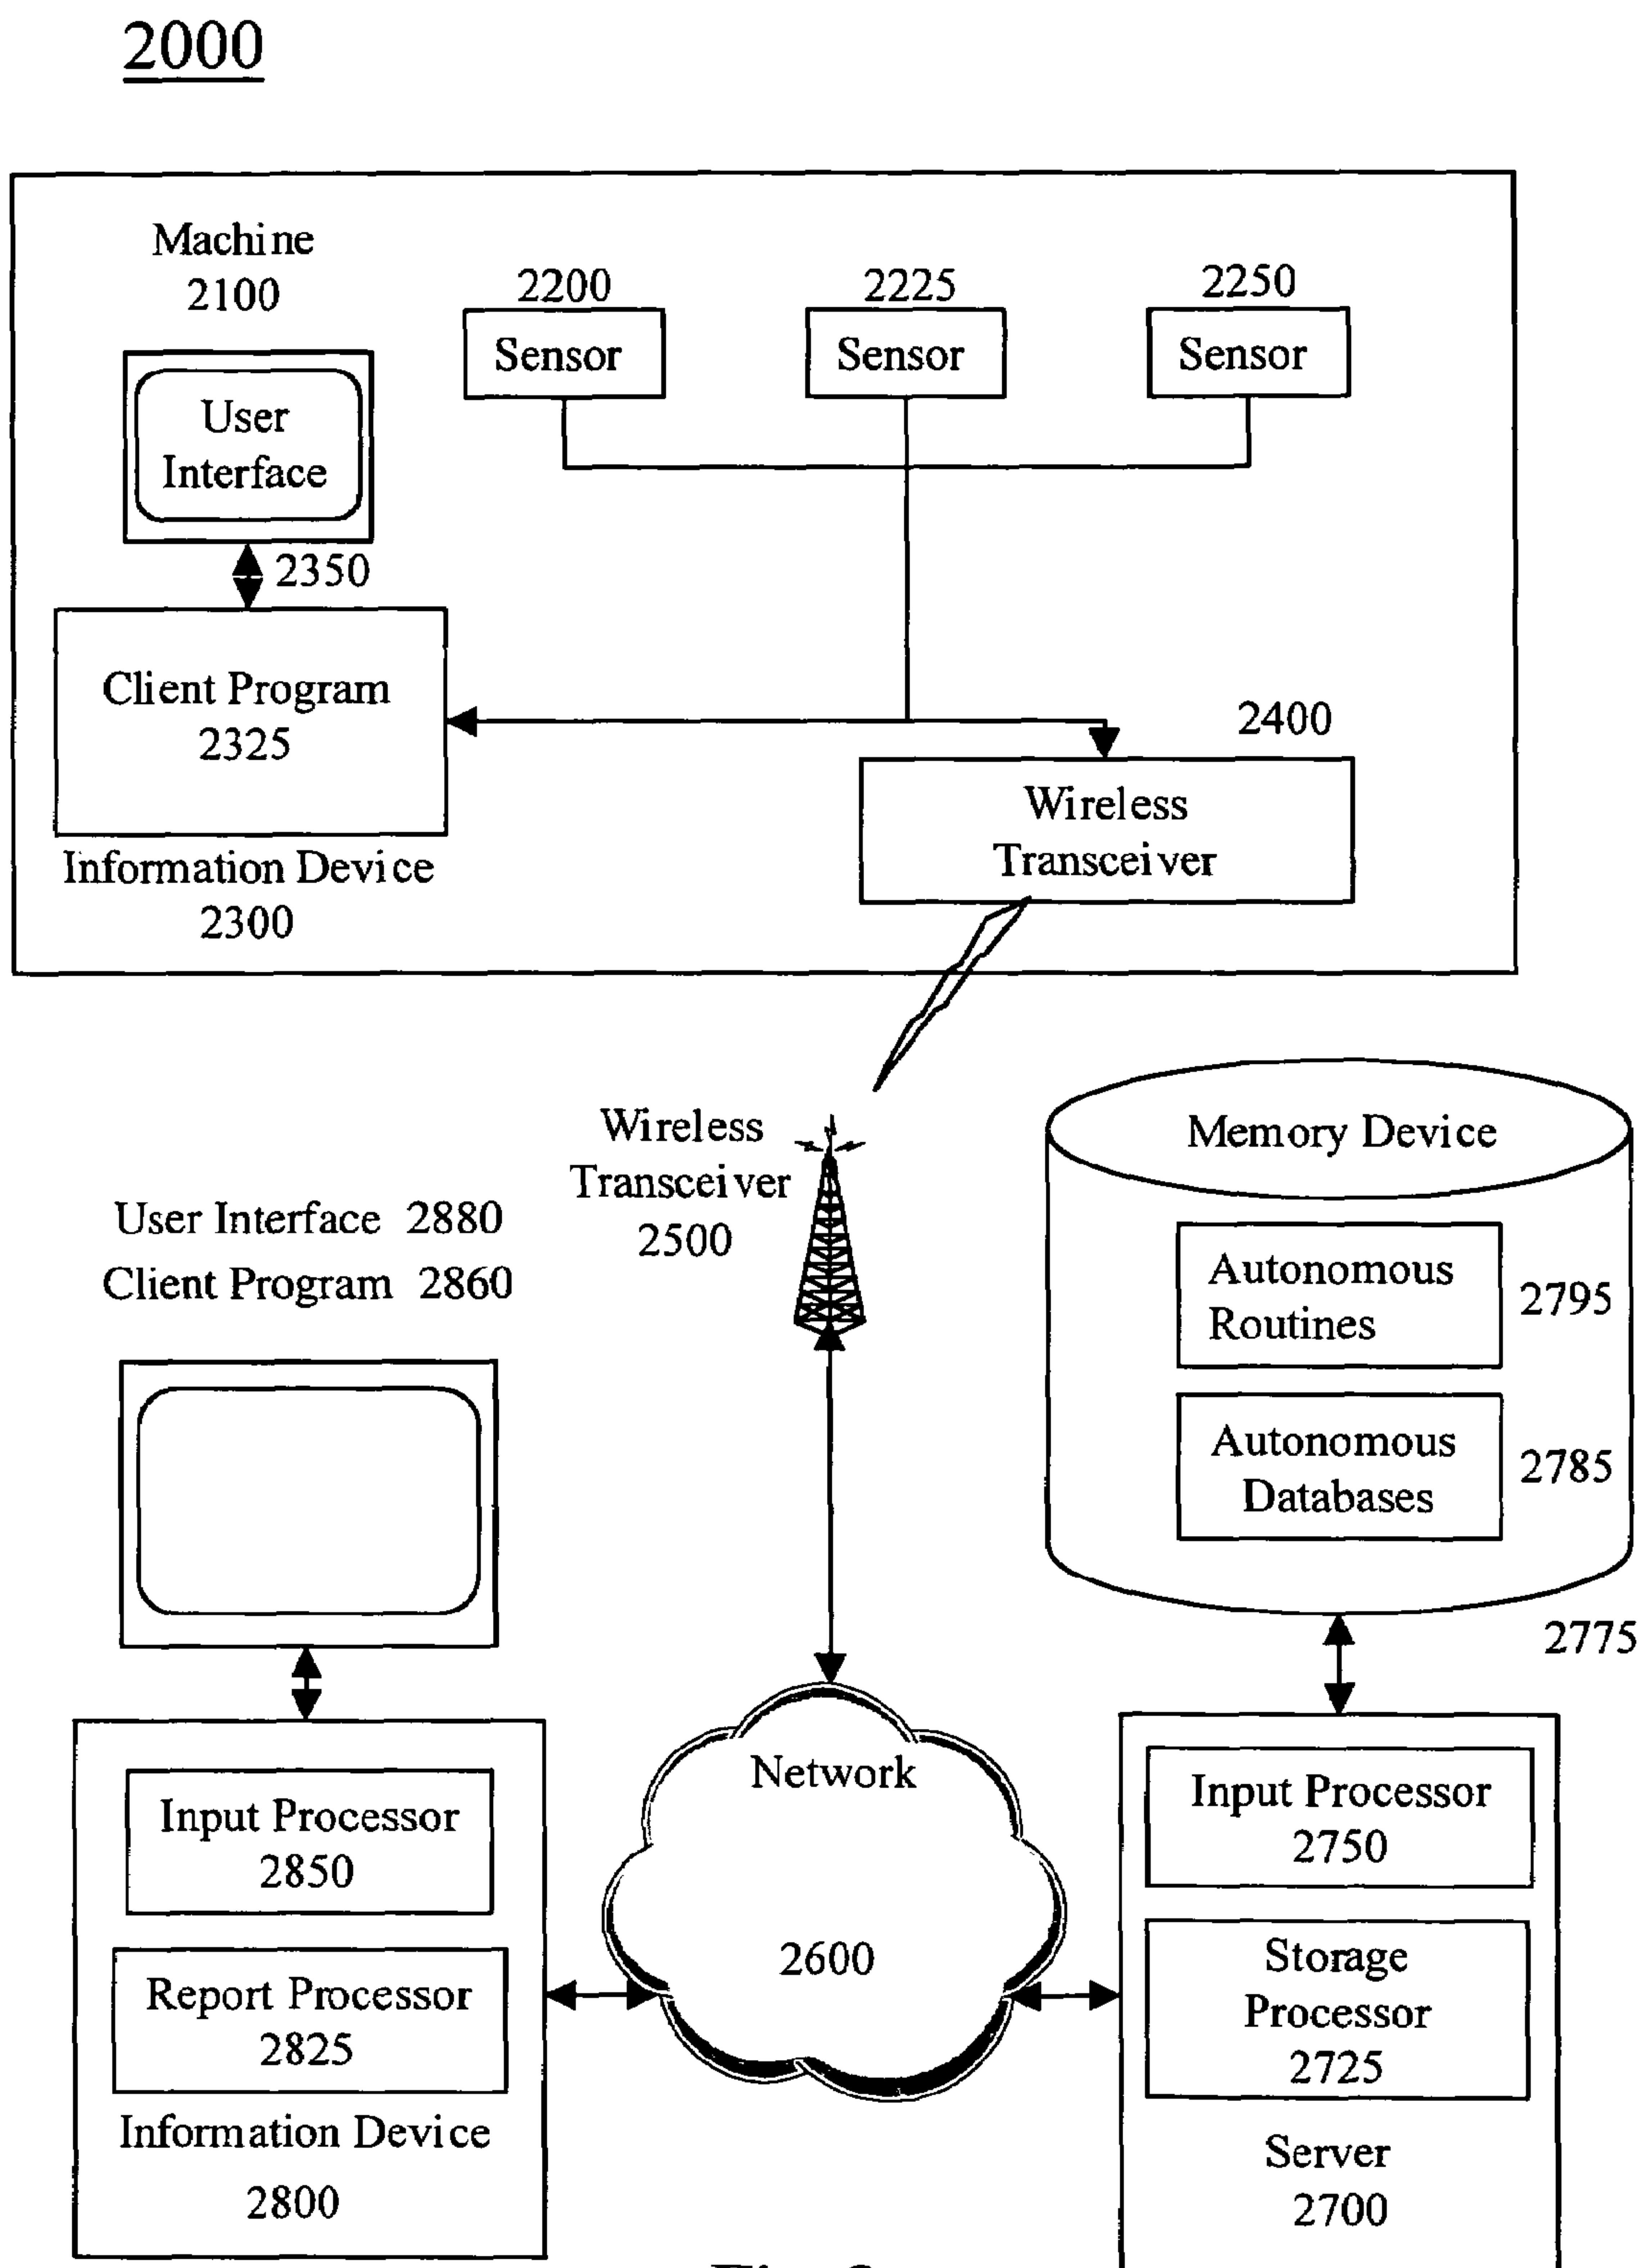 2000
Machine
2100
2200
2225
2250
Sensor
Sensor
Sensor
User
Interface
2350
Client Program
2325
2400
Wireless
Transceiver
Information Device
2300
Wireless
Transceiver
2500
Memory Device
User Interface 2880
Client Program 2860
Autonomous
Routines
2795
Autonomous
Databases
2785
2775
Network
2600
Input Processor
2850
Report Processor
2825
Information Device
2800
Input Processor
2750
Storage
Processor
2725
Server
2700